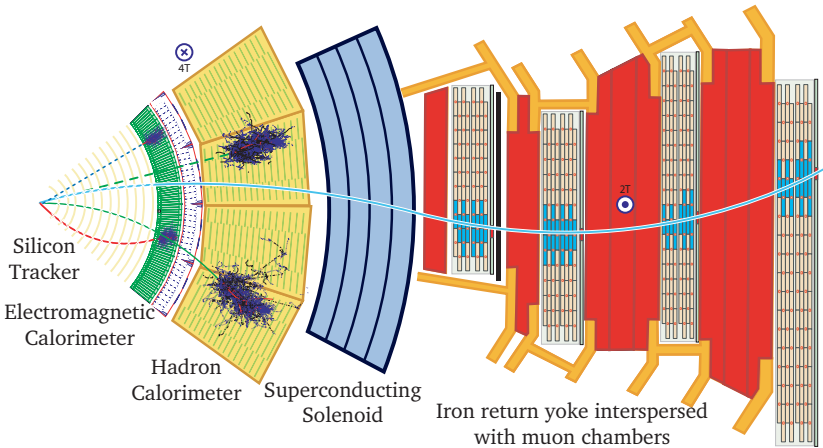 4T
2T
Silicon
Tracker
Electromagnetic
Calorimeter
Hadron
Calorimeter
Superconducting
Solenoid
Iron return yoke interspersed
with muon chambers